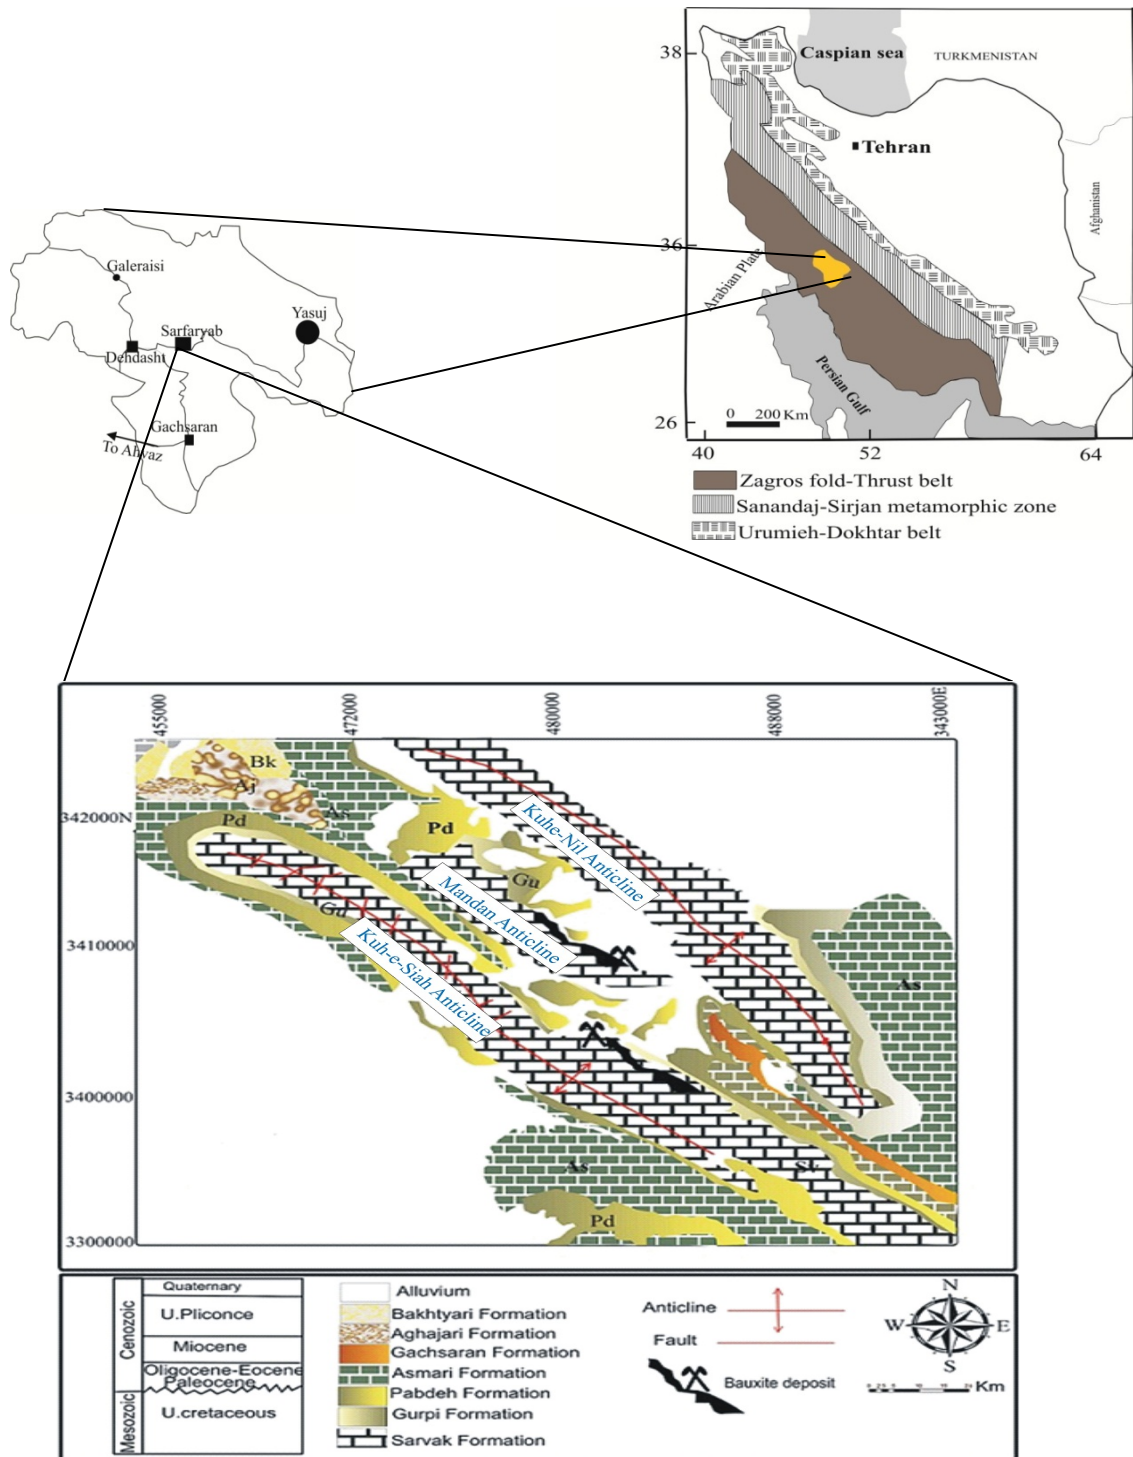 38
Caspian sea
TURKMENISTAN
Tehran
Afghanistan
36
Arabian Plate
Persian Gulf
0 200 Km
26
40
52
64
Zagros fold-Thrust belt
Sanandaj-Sirjan metamorphic zone
Urumieh-Dokhtar belt
Galeraisi
Yasuj
Sarfaryab
Dehdasht
Gachsaran
To Ahvaz
455000
472000
480000
488000
343000E
342000N
3410000
3400000
3300000
Bk
Aj
As
Pd
Pd
Gu
Gu
Kuhe-Nil Anticline
Mandan Anticline
Kuh-e-Siah Anticline
As
As
Sv
Pd
Cenozoic
Mesozoic
Quaternary
U.Pliconce
Miocene
Oligocene-Eocene
Paleocene
U.cretaceous
Alluvium
Bakhtyari Formation
Aghajari Formation
Gachsaran Formation
Asmari Formation
Pabdeh Formation
Gurpi Formation
Sarvak Formation
Anticline
Fault
Bauxite deposit
N
W
E
S
Km